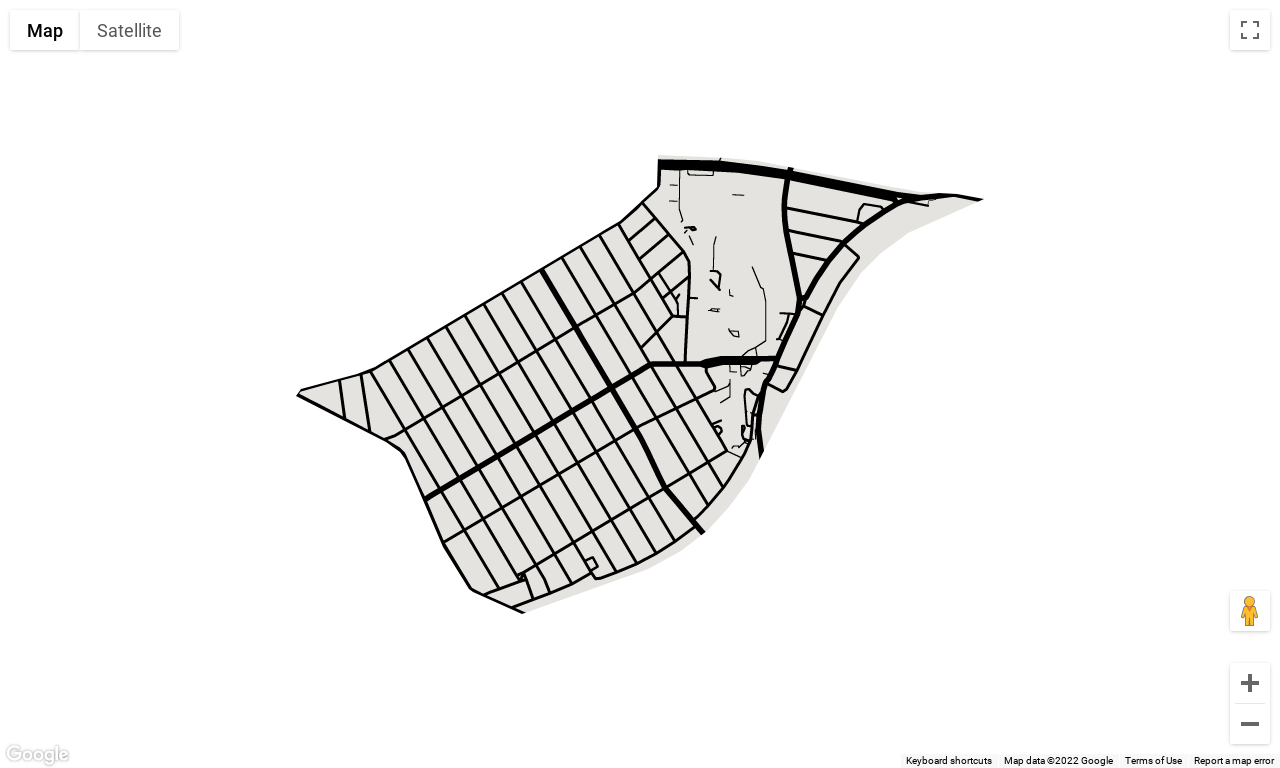 Map Satellite
Google
Keyboard shortcuts Map data ©2022 Google Terms of Use Report a map error